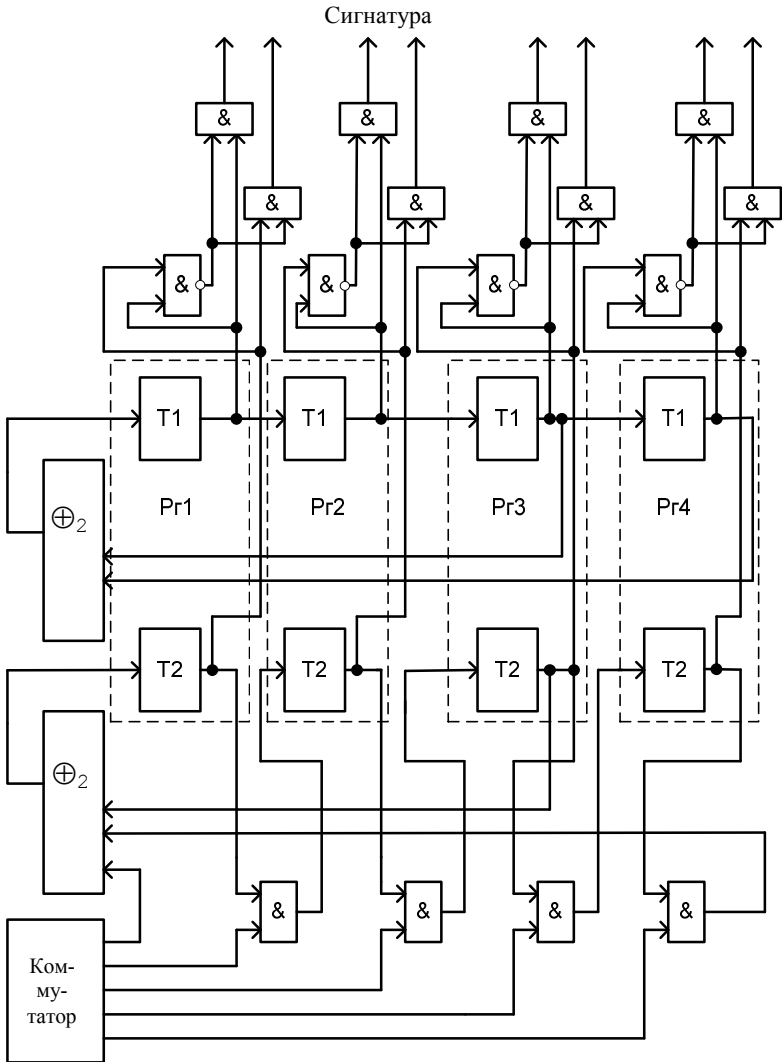 Сигнатура
& & & &
& & & &
& & & &
T1 T1 T1 T1
⊕2 Рг1 Рг2 Рг3 Рг4
T2 T2 T2 T2
⊕2
& & & &
Ком-
му-
татор